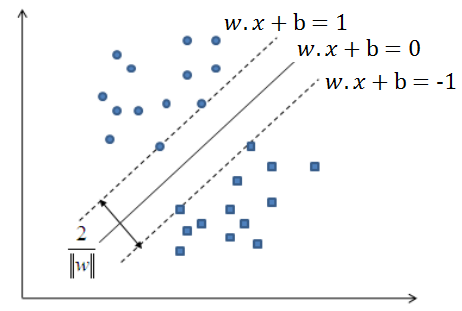 w.x + b = 1
w.x + b = 0
w.x + b = -1
2
‖w‖